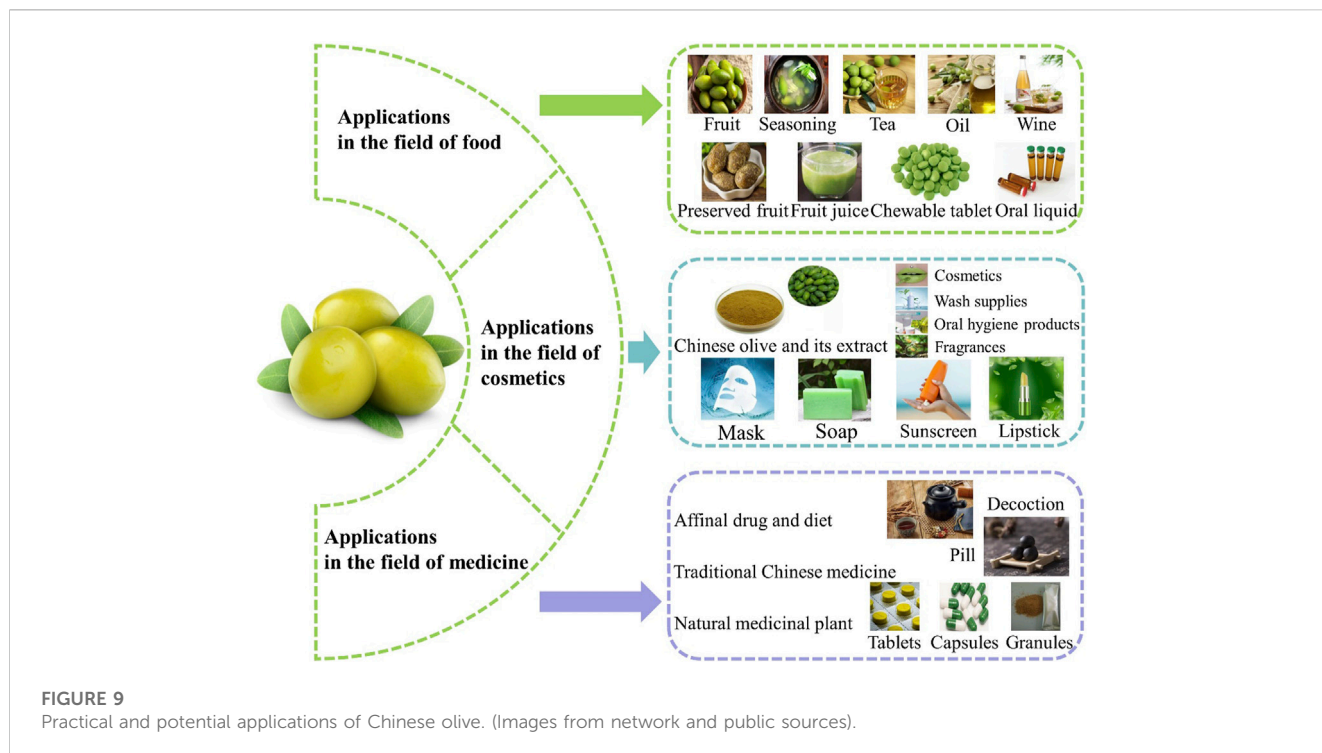 Applications
in the field of food
Fruit Seasoning Tea Oil Wine
Preserved fruit Fruit juice Chewable tablet Oral liquid
Applications
in the field of
cosmetics
Cosmetics
Wash supplies
Oral hygiene products
Fragrances
Chinese olive and its extract
Mask Soap Sunscreen Lipstick
Applications
in the field of medicine
Affinal drug and diet
Decoction
Pill
Traditional Chinese medicine
Natural medicinal plant
Tablets Capsules Granules
FIGURE 9
Practical and potential applications of Chinese olive. (Images from network and public sources).